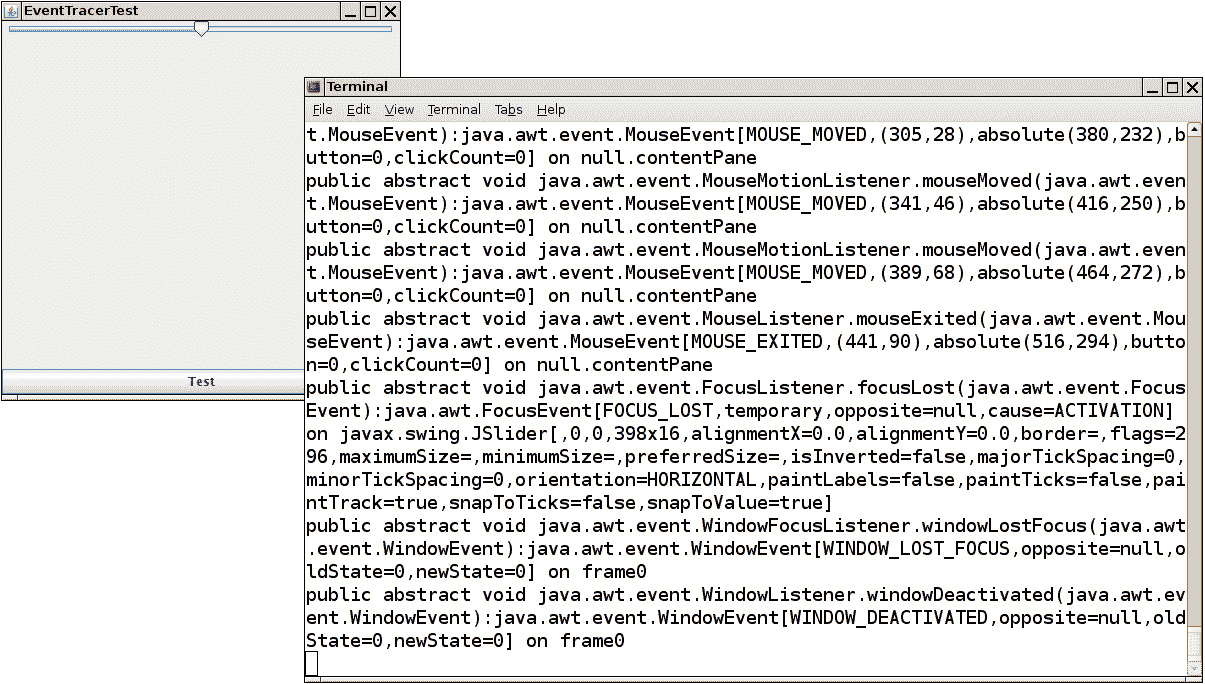 EventTracerTest
Test
Terminal
File Edit View Terminal Tabs Help
t.MouseEvent):java.awt.event.MouseEvent[MOUSE_MOVED,(305,28),absolute(380,232),b
utton=0,clickCount=0] on null.contentPane
public abstract void java.awt.event.MouseMotionListener.mouseMoved(java.awt.even
t.MouseEvent):java.awt.event.MouseEvent[MOUSE_MOVED,(341,46),absolute(416,250),b
utton=0,clickCount=0] on null.contentPane
public abstract void java.awt.event.MouseMotionListener.mouseMoved(java.awt.even
t.MouseEvent):java.awt.event.MouseEvent[MOUSE_MOVED,(389,68),absolute(464,272),b
utton=0,clickCount=0] on null.contentPane
public abstract void java.awt.event.MouseListener.mouseExited(java.awt.event.Mou
seEvent):java.awt.event.MouseEvent[MOUSE_EXITED,(441,90),absolute(516,294),butto
n=0,clickCount=0] on null.contentPane
public abstract void java.awt.event.FocusListener.focusLost(java.awt.event.Focus
Event):java.awt.FocusEvent[FOCUS_LOST,temporary,opposite=null,cause=ACTIVATION]
on javax.swing.JSlider[,0,0,398x16,alignmentX=0.0,alignmentY=0.0,border=,flags=2
96,maximumSize=,minimumSize=,preferredSize=,isInverted=false,majorTickSpacing=0,
minorTickSpacing=0,orientation=HORIZONTAL,paintLabels=false,paintTicks=false,pai
ntTrack=true,snapToTicks=false,snapToValue=true]
public abstract void java.awt.event.WindowFocusListener.windowLostFocus(java.awt
.event.WindowEvent):java.awt.event.WindowEvent[WINDOW_LOST_FOCUS,opposite=null,o
ldState=0,newState=0] on frame0
public abstract void java.awt.event.WindowListener.windowDeactivated(java.awt.ev
ent.WindowEvent):java.awt.event.WindowEvent[WINDOW_DEACTIVATED,opposite=null,old
State=0,newState=0] on frame0